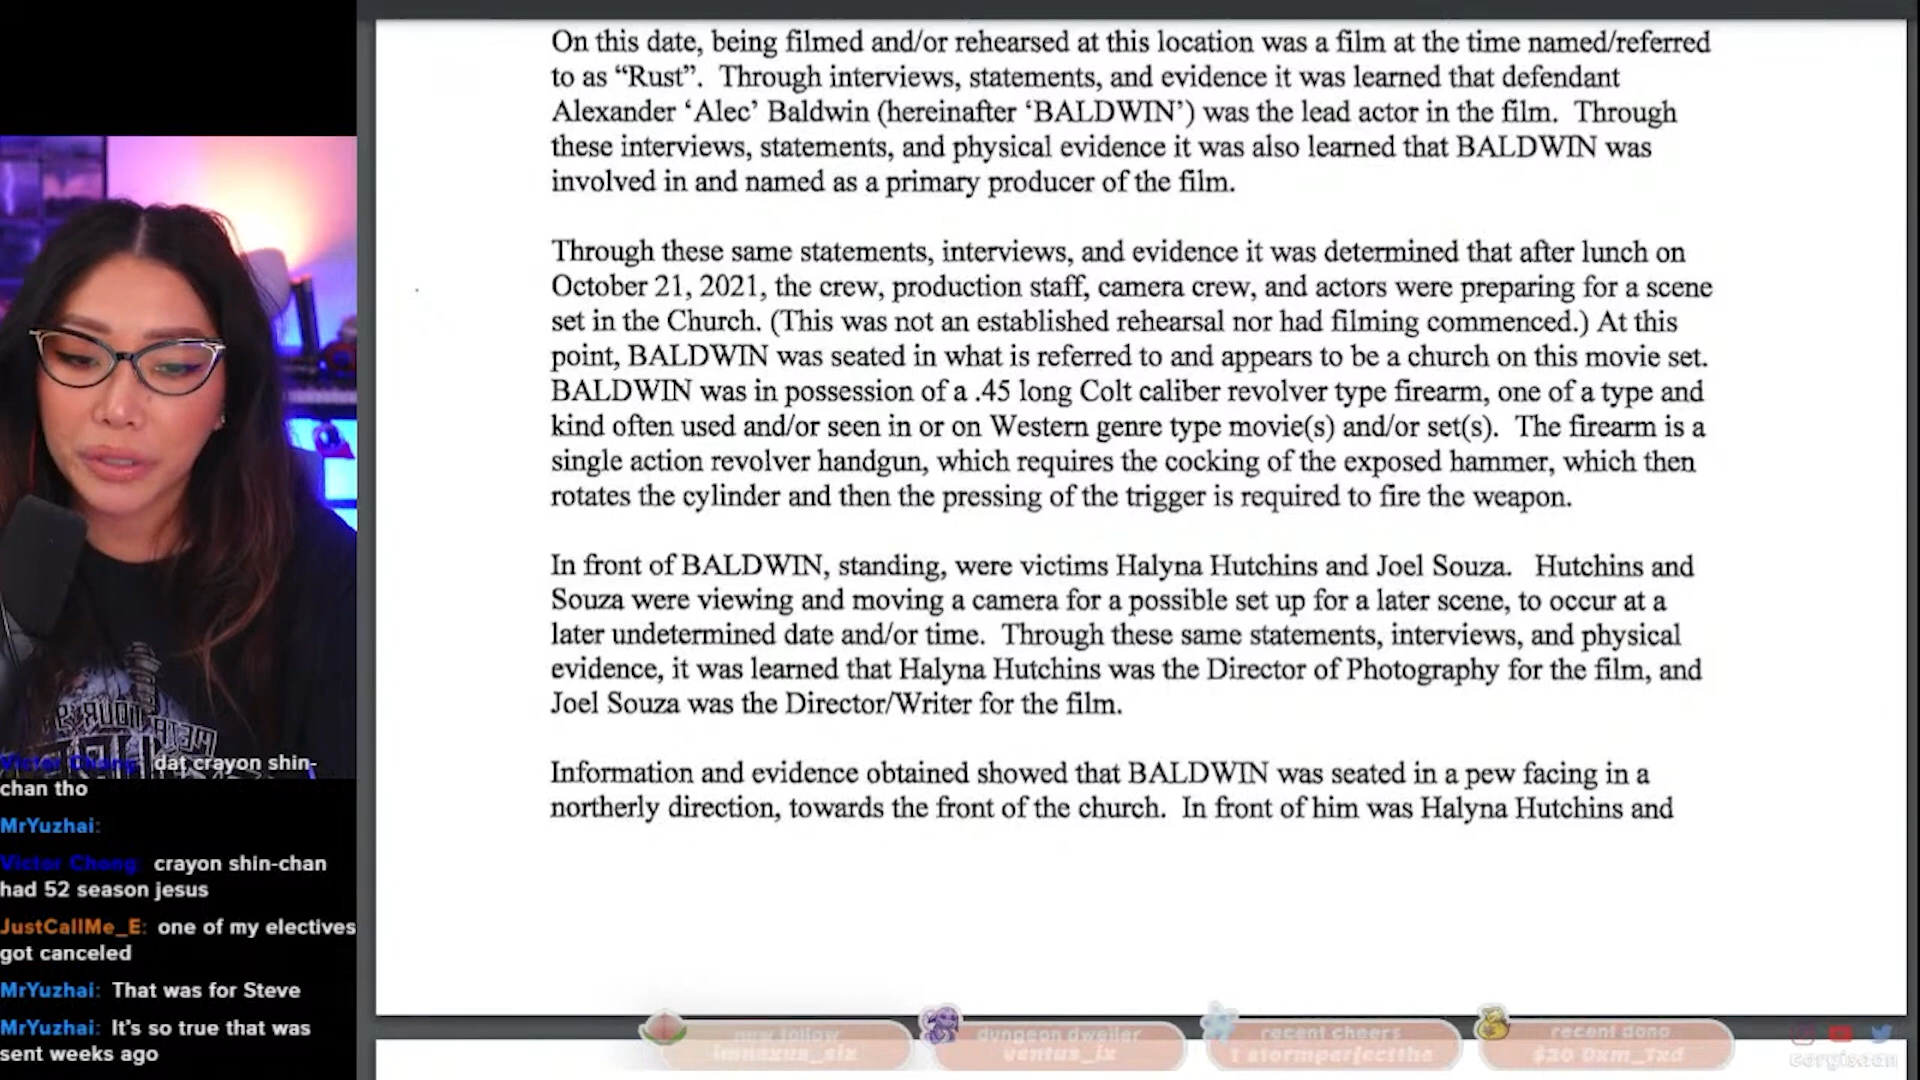 On this date, being filmed and/or rehearsed at this location was a film at the time named/referred
to as “Rust”.  Through interviews, statements, and evidence it was learned that defendant
Alexander ‘Alec’ Baldwin (hereinafter ‘BALDWIN’) was the lead actor in the film.  Through
these interviews, statements, and physical evidence it was also learned that BALDWIN was
involved in and named as a primary producer of the film.
Through these same statements, interviews, and evidence it was determined that after lunch on
October 21, 2021, the crew, production staff, camera crew, and actors were preparing for a scene
set in the Church. (This was not an established rehearsal nor had filming commenced.) At this
point, BALDWIN was seated in what is referred to and appears to be a church on this movie set.
BALDWIN was in possession of a .45 long Colt caliber revolver type firearm, one of a type and
kind often used and/or seen in or on Western genre type movie(s) and/or set(s).  The firearm is a
single action revolver handgun, which requires the cocking of the exposed hammer, which then
rotates the cylinder and then the pressing of the trigger is required to fire the weapon.
In front of BALDWIN, standing, were victims Halyna Hutchins and Joel Souza.   Hutchins and
Souza were viewing and moving a camera for a possible set up for a later scene, to occur at a
later undetermined date and/or time.  Through these same statements, interviews, and physical
evidence, it was learned that Halyna Hutchins was the Director of Photography for the film, and
Joel Souza was the Director/Writer for the film.
Information and evidence obtained showed that BALDWIN was seated in a pew facing in a
northerly direction, towards the front of the church.  In front of him was Halyna Hutchins and
Victor Chong: dat crayon shin-
chan tho
MrYuzhai:
Victor Chong: crayon shin-chan
had 52 season jesus
JustCallMe_E: one of my electives
got canceled
MrYuzhai: That was for Steve
MrYuzhai: It's so true that was
sent weeks ago
new follow
dungeon dweller
ventus_ix
recent cheers
1 stormperfectthe
recent dono
$20 Dxm_Txd